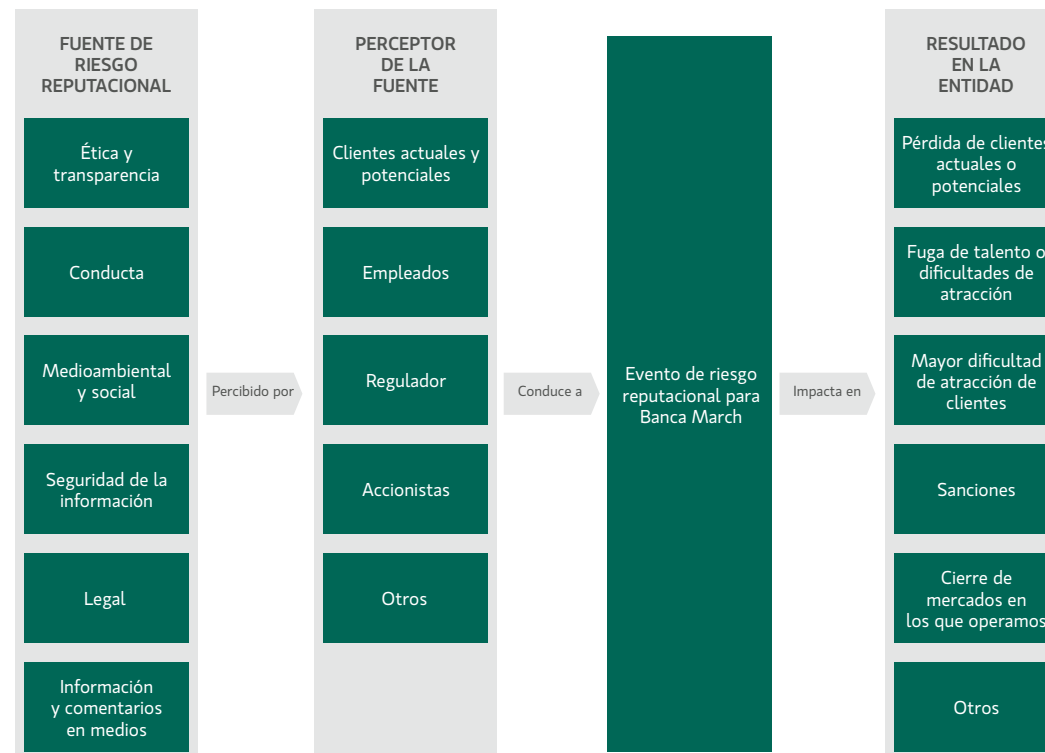 FUENTE DE
RIESGO
REPUTACIONAL
Ética y
transparencia
Conducta
Medioambiental
y social
Seguridad de la
información
Legal
Información
y comentarios
en medios
Percibido por
PERCEPTOR
DE LA
FUENTE
Clientes actuales y
potenciales
Empleados
Regulador
Accionistas
Otros
Conduce a
Evento de riesgo
reputacional para
Banca March
Impacta en
RESULTADO
EN LA
ENTIDAD
Pérdida de clientes
actuales o
potenciales
Fuga de talento o
dificultades de
atracción
Mayor dificultad
de atracción de
clientes
Sanciones
Cierre de
mercados en
los que operamos
Otros